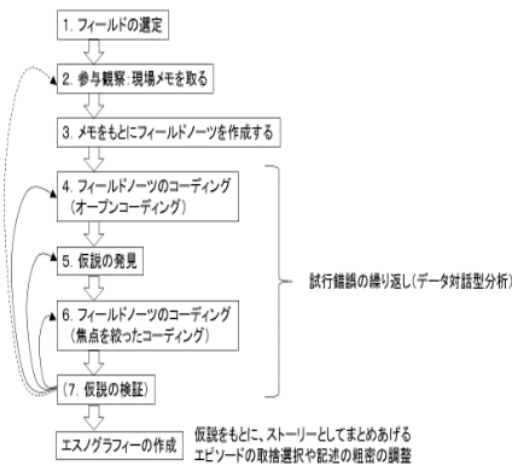 1. フィールドの選定
2. 参与観察:現場メモを取る
3. メモをもとにフィールドノーツを作成する
4. フィールドノーツのコーディング
(オープンコーディング)
5. 仮説の発見
6. フィールドノーツのコーディング
(焦点を絞ったコーディング)
(7. 仮説の検証)
試行錯誤の繰り返し(データ対話型分析)
エスノグラフィーの作成
仮説をもとに、ストーリーとしてまとめあげる
エピソードの取捨選択や記述の粗密の調整